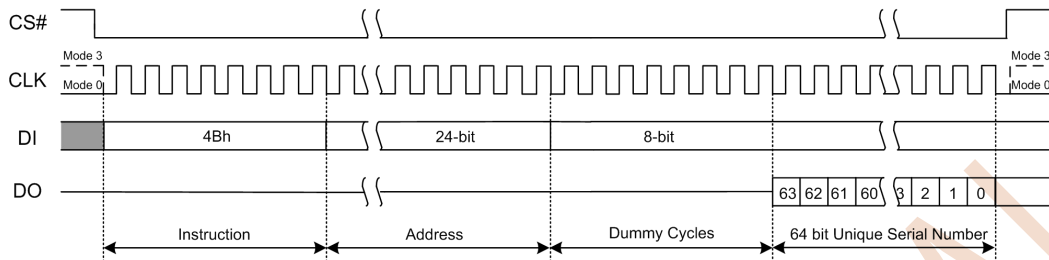 CS#
Mode 3
Mode 3
CLK
Mode 0
Mode 0
DI
4Bh
24-bit
8-bit
DO
63 62 61 60 3 2 1 0
Instruction
Address
Dummy Cycles
64 bit Unique Serial Number